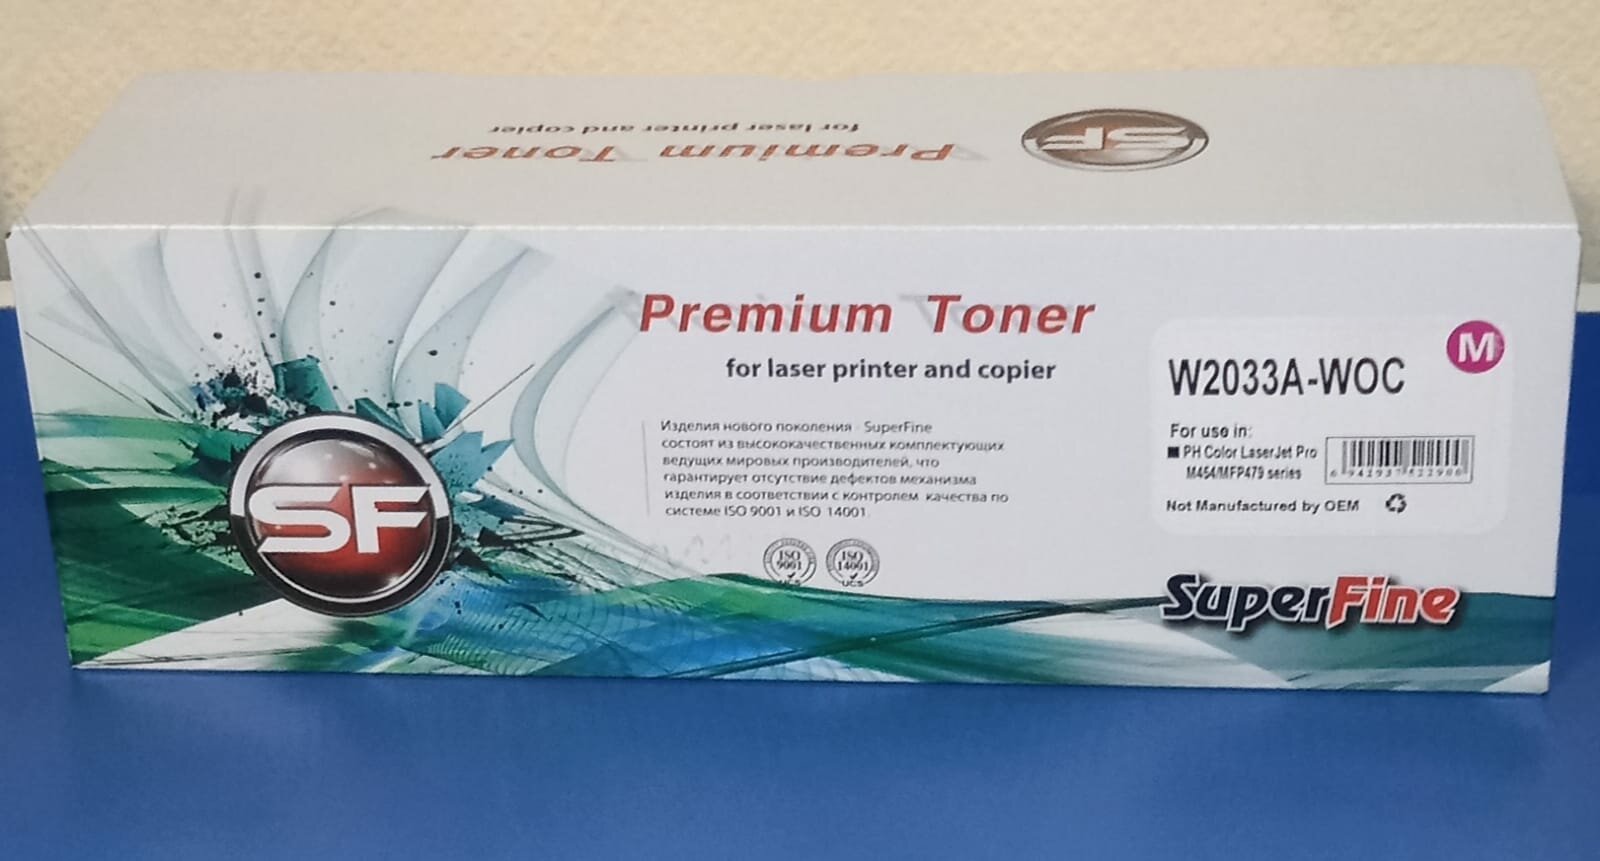 for laser printer and copier
Premium Toner
SF
Premium Toner
for laser printer and copier
Изделия нового поколения SuperFine
состоят из высококачественных комплектующих
ведущих мировых производителей, что
гарантирует отсутствие дефектов механизма
изделия в соответствии с контролем качества по
системе ISO 9001 и ISO 14001
ISO
9001
UCS
ISO
14001
UCS
SF
M
W2033A-WOC
For use in:
PH Color LaserJet Pro
M454/MFP479 series
Not Manufactured by OEM
SuperFine